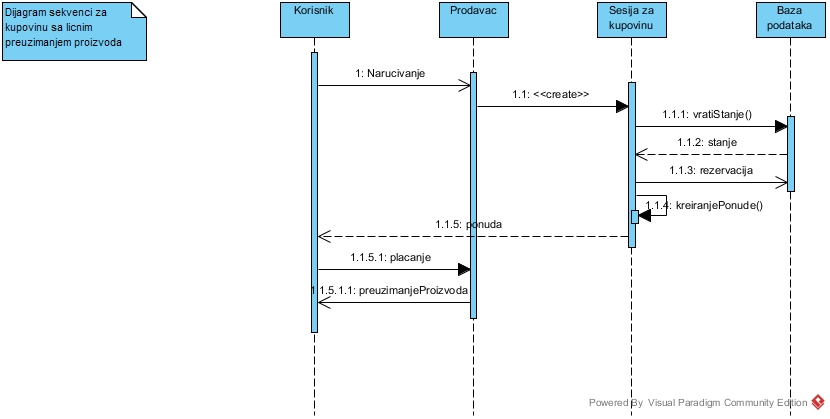 Dijagram sekvenci za
kupovinu sa licnim
preuzimanjem proizvoda
Korisnik
Prodavac
Sesija za
kupovinu
Baza
podataka
1: Narucivanje
1.1: <<create>>
1.1.1: vratiStanje()
1.1.2: stanje
1.1.3: rezervacija
1.1.4: kreiranjePonude()
1.1.5: ponuda
1.1.5.1: placanje
1.1.5.1.1: preuzimanjeProizvoda
Powered By Visual Paradigm Community Edition